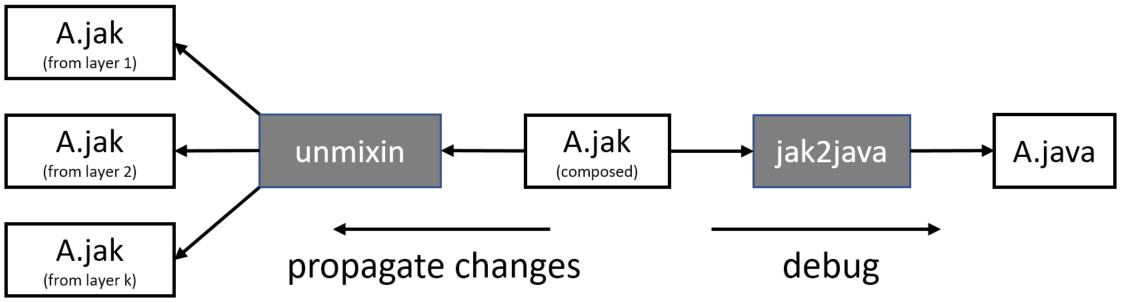 A.jak
(from layer 1)
A.jak
(from layer 2)
A.jak
(from layer k)
unmixin
A.jak
(composed)
jak2java
A.java
propagate changes
debug